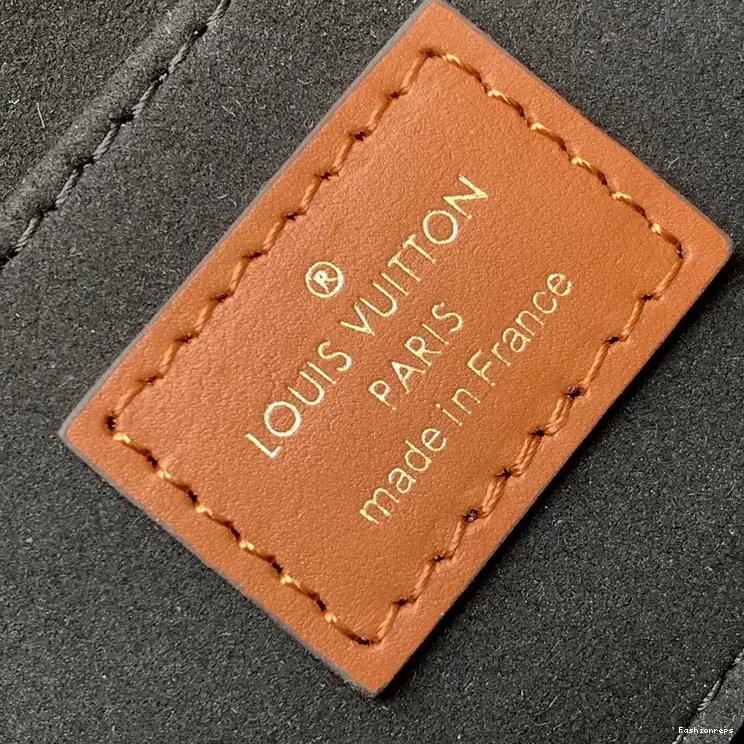 ®
LOUIS VUITTON
PARIS
made in France
Fashionreps